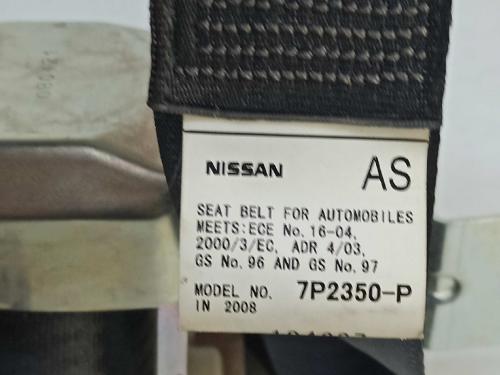 NISSAN AS
SEAT BELT FOR AUTOMOBILES
MEETS:ECE No.16-04,
2000/3/EC, ADR 4/03,
GS No.96 AND GS No.97
MODEL NO. 7P2350-P
IN 2008